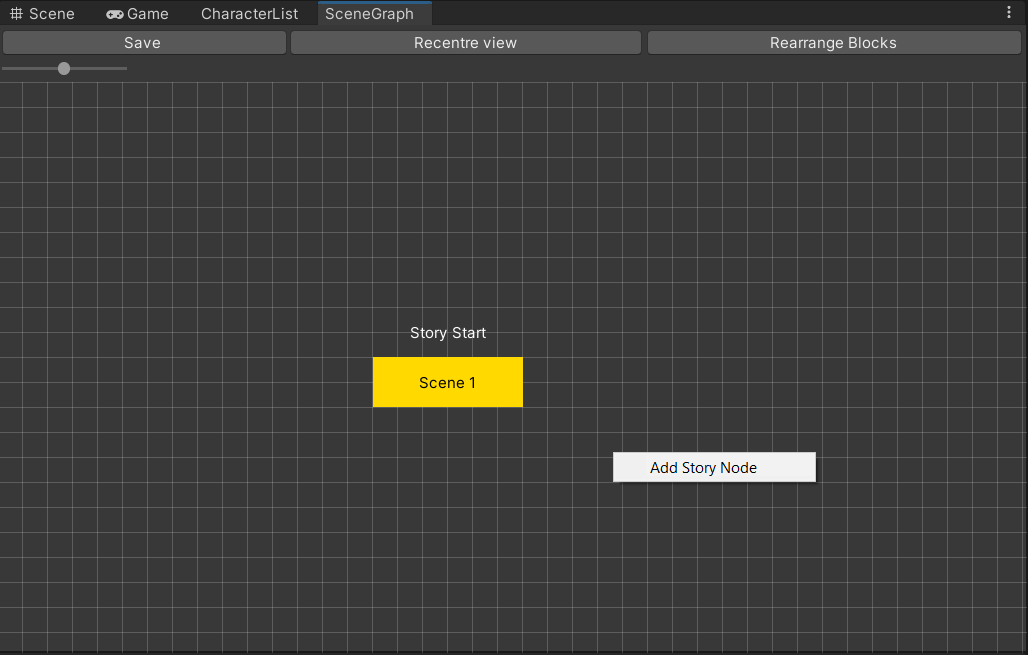 Scene Game CharacterList SceneGraph
Save Recentre view Rearrange Blocks
Story Start
Scene 1
Add Story Node